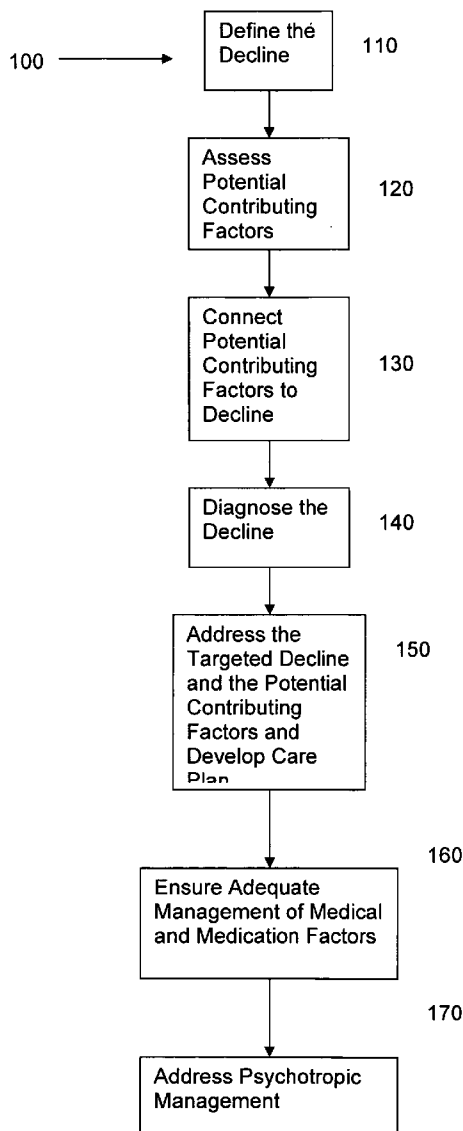 Define the
Decline
110
100
Assess
Potential
Contributing
Factors
120
Connect
Potential
Contributing
Factors to
Decline
130
Diagnose the
Decline
140
Address the
Targeted Decline
and the Potential
Contributing
Factors and
Develop Care
Plan
150
160
Ensure Adequate
Management of Medical
and Medication Factors
170
Address Psychotropic
Management